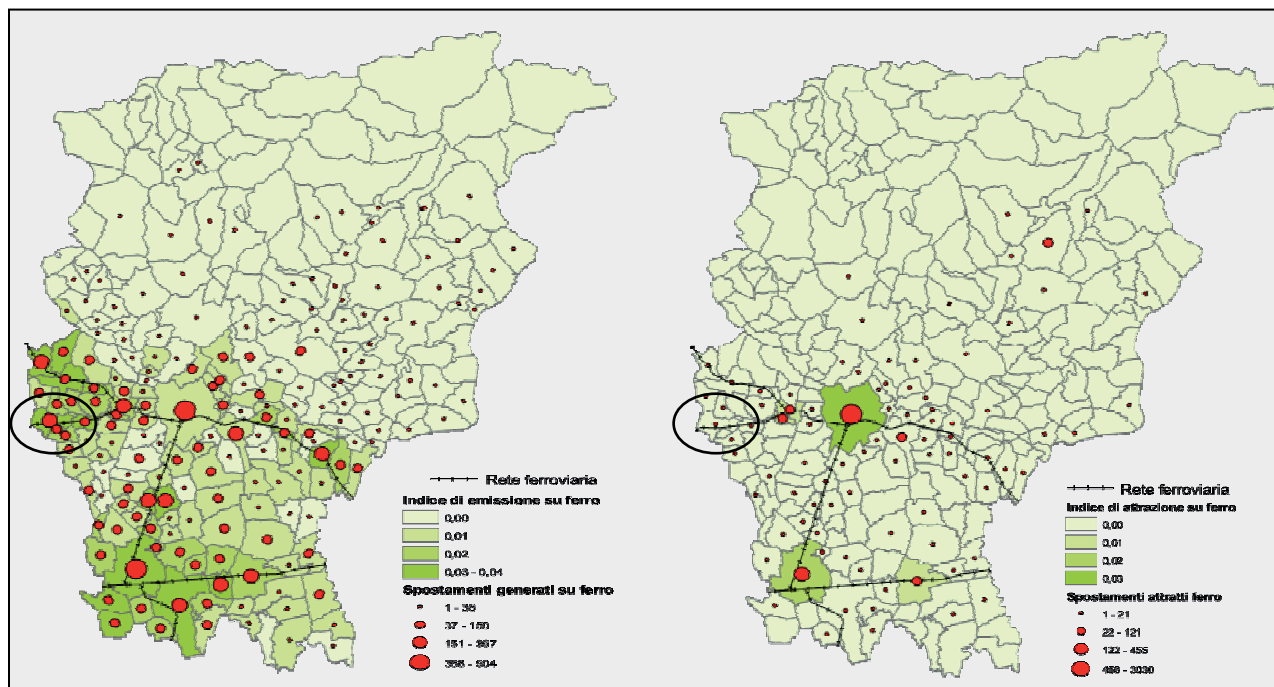 Rete ferroviaria
Indice di emissione su ferro
0,00
0,01
0,02
0,03 - 0,04
Spostamenti generati su ferro
1 - 36
37 - 150
151 - 367
368 - 904
Rete ferroviaria
Indice di attrazione su ferro
0,00
0,01
0,02
0,03
Spostamenti attratti ferro
1 - 21
22 - 121
122 - 455
456 - 3030